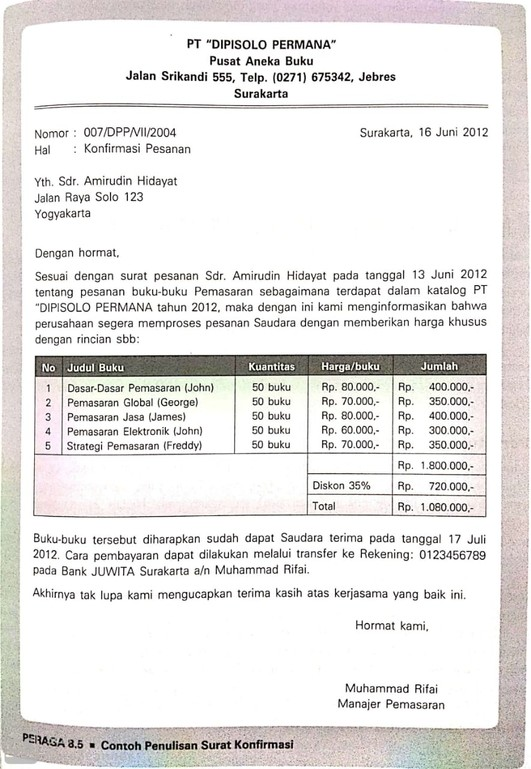 PT "DIPISOLO PERMANA"
Pusat Aneka Buku
Jalan Srikandi 555, Telp. (0271) 675342, Jebres
Surakarta
Nomor : 007/DPP/VII/2004 Surakarta, 16 Juni 2012
Hal : Konfirmasi Pesanan
Yth. Sdr. Amirudin Hidayat
Jalan Raya Solo 123
Yogyakarta
Dengan hormat,
Sesuai dengan surat pesanan Sdr. Amirudin Hidayat pada tanggal 13 Juni 2012
tentang pesanan buku-buku Pemasaran sebagaimana terdapat dalam katalog PT
"DIPISOLO PERMANA tahun 2012, maka dengan ini kami menginformasikan bahwa
perusahaan segera memproses pesanan Saudara dengan memberikan harga khusus
dengan rincian sbb:
No Judul Buku Kuantitas Harga/buku Jumlah
1 Dasar-Dasar Pemasaran (John) 50 buku Rp. 80.000,- Rp. 400.000,-
2 Pemasaran Global (George) 50 buku Rp. 70.000,- Rp. 350.000,-
3 Pemasaran Jasa (James) 50 buku Rp. 80.000,- Rp. 400.000,-
4 Pemasaran Elektronik (John) 50 buku Rp. 60.000,- Rp. 300.000,-
5 Strategi Pemasaran (Freddy) 50 buku Rp. 70.000,- Rp. 350.000,-
Rp. 1.800.000,-
Diskon 35% Rp. 720.000,-
Total Rp. 1.080.000,-
Buku-buku tersebut diharapkan sudah dapat Saudara terima pada tanggal 17 Juli
2012. Cara pembayaran dapat dilakukan melalui transfer ke Rekening: 0123456789
pada Bank JUWITA Surakarta a/n Muhammad Rifai.
Akhirnya tak lupa kami mengucapkan terima kasih atas kerjasama yang baik ini.
Hormat kami,
Muhammad Rifai
Manajer Pemasaran
PERAGA 8.5 ■ Contoh Penulisan Surat Konfirmasi